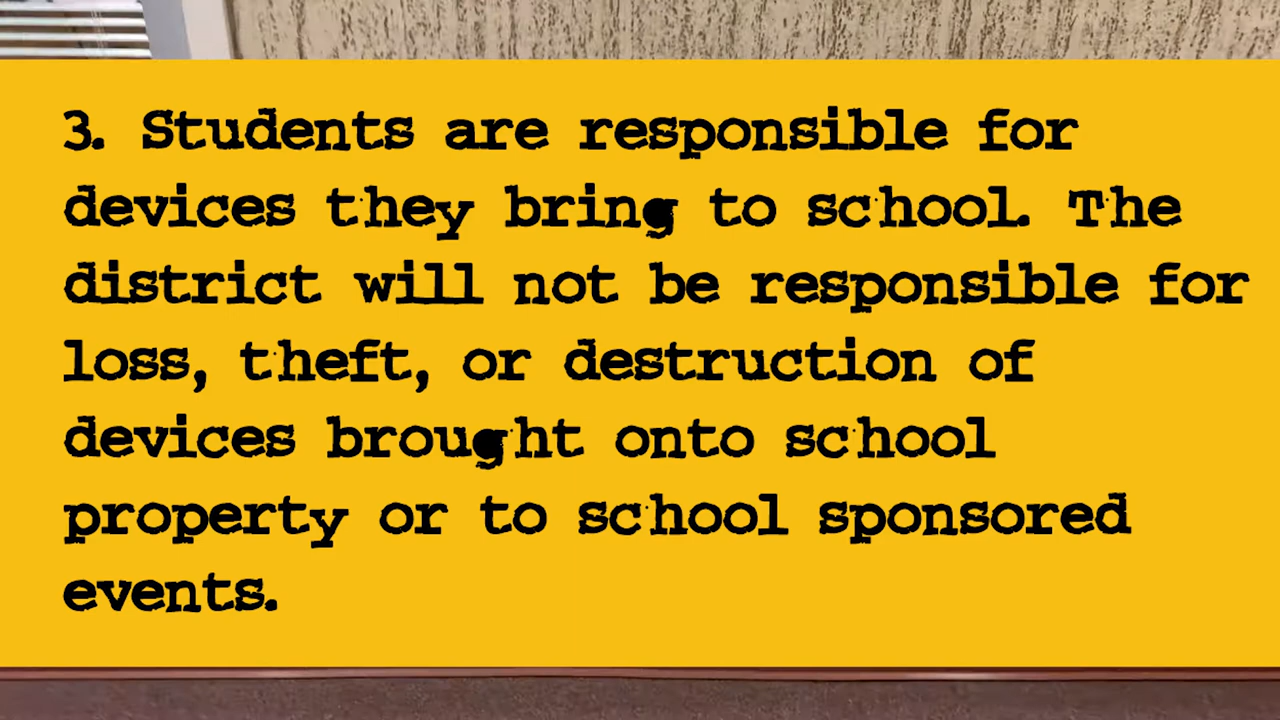 3. Students are responsible for
devices they bring to school. The
district will not be responsible for
loss, theft, or destruction of
devices brought onto school
property or to school sponsored
events.